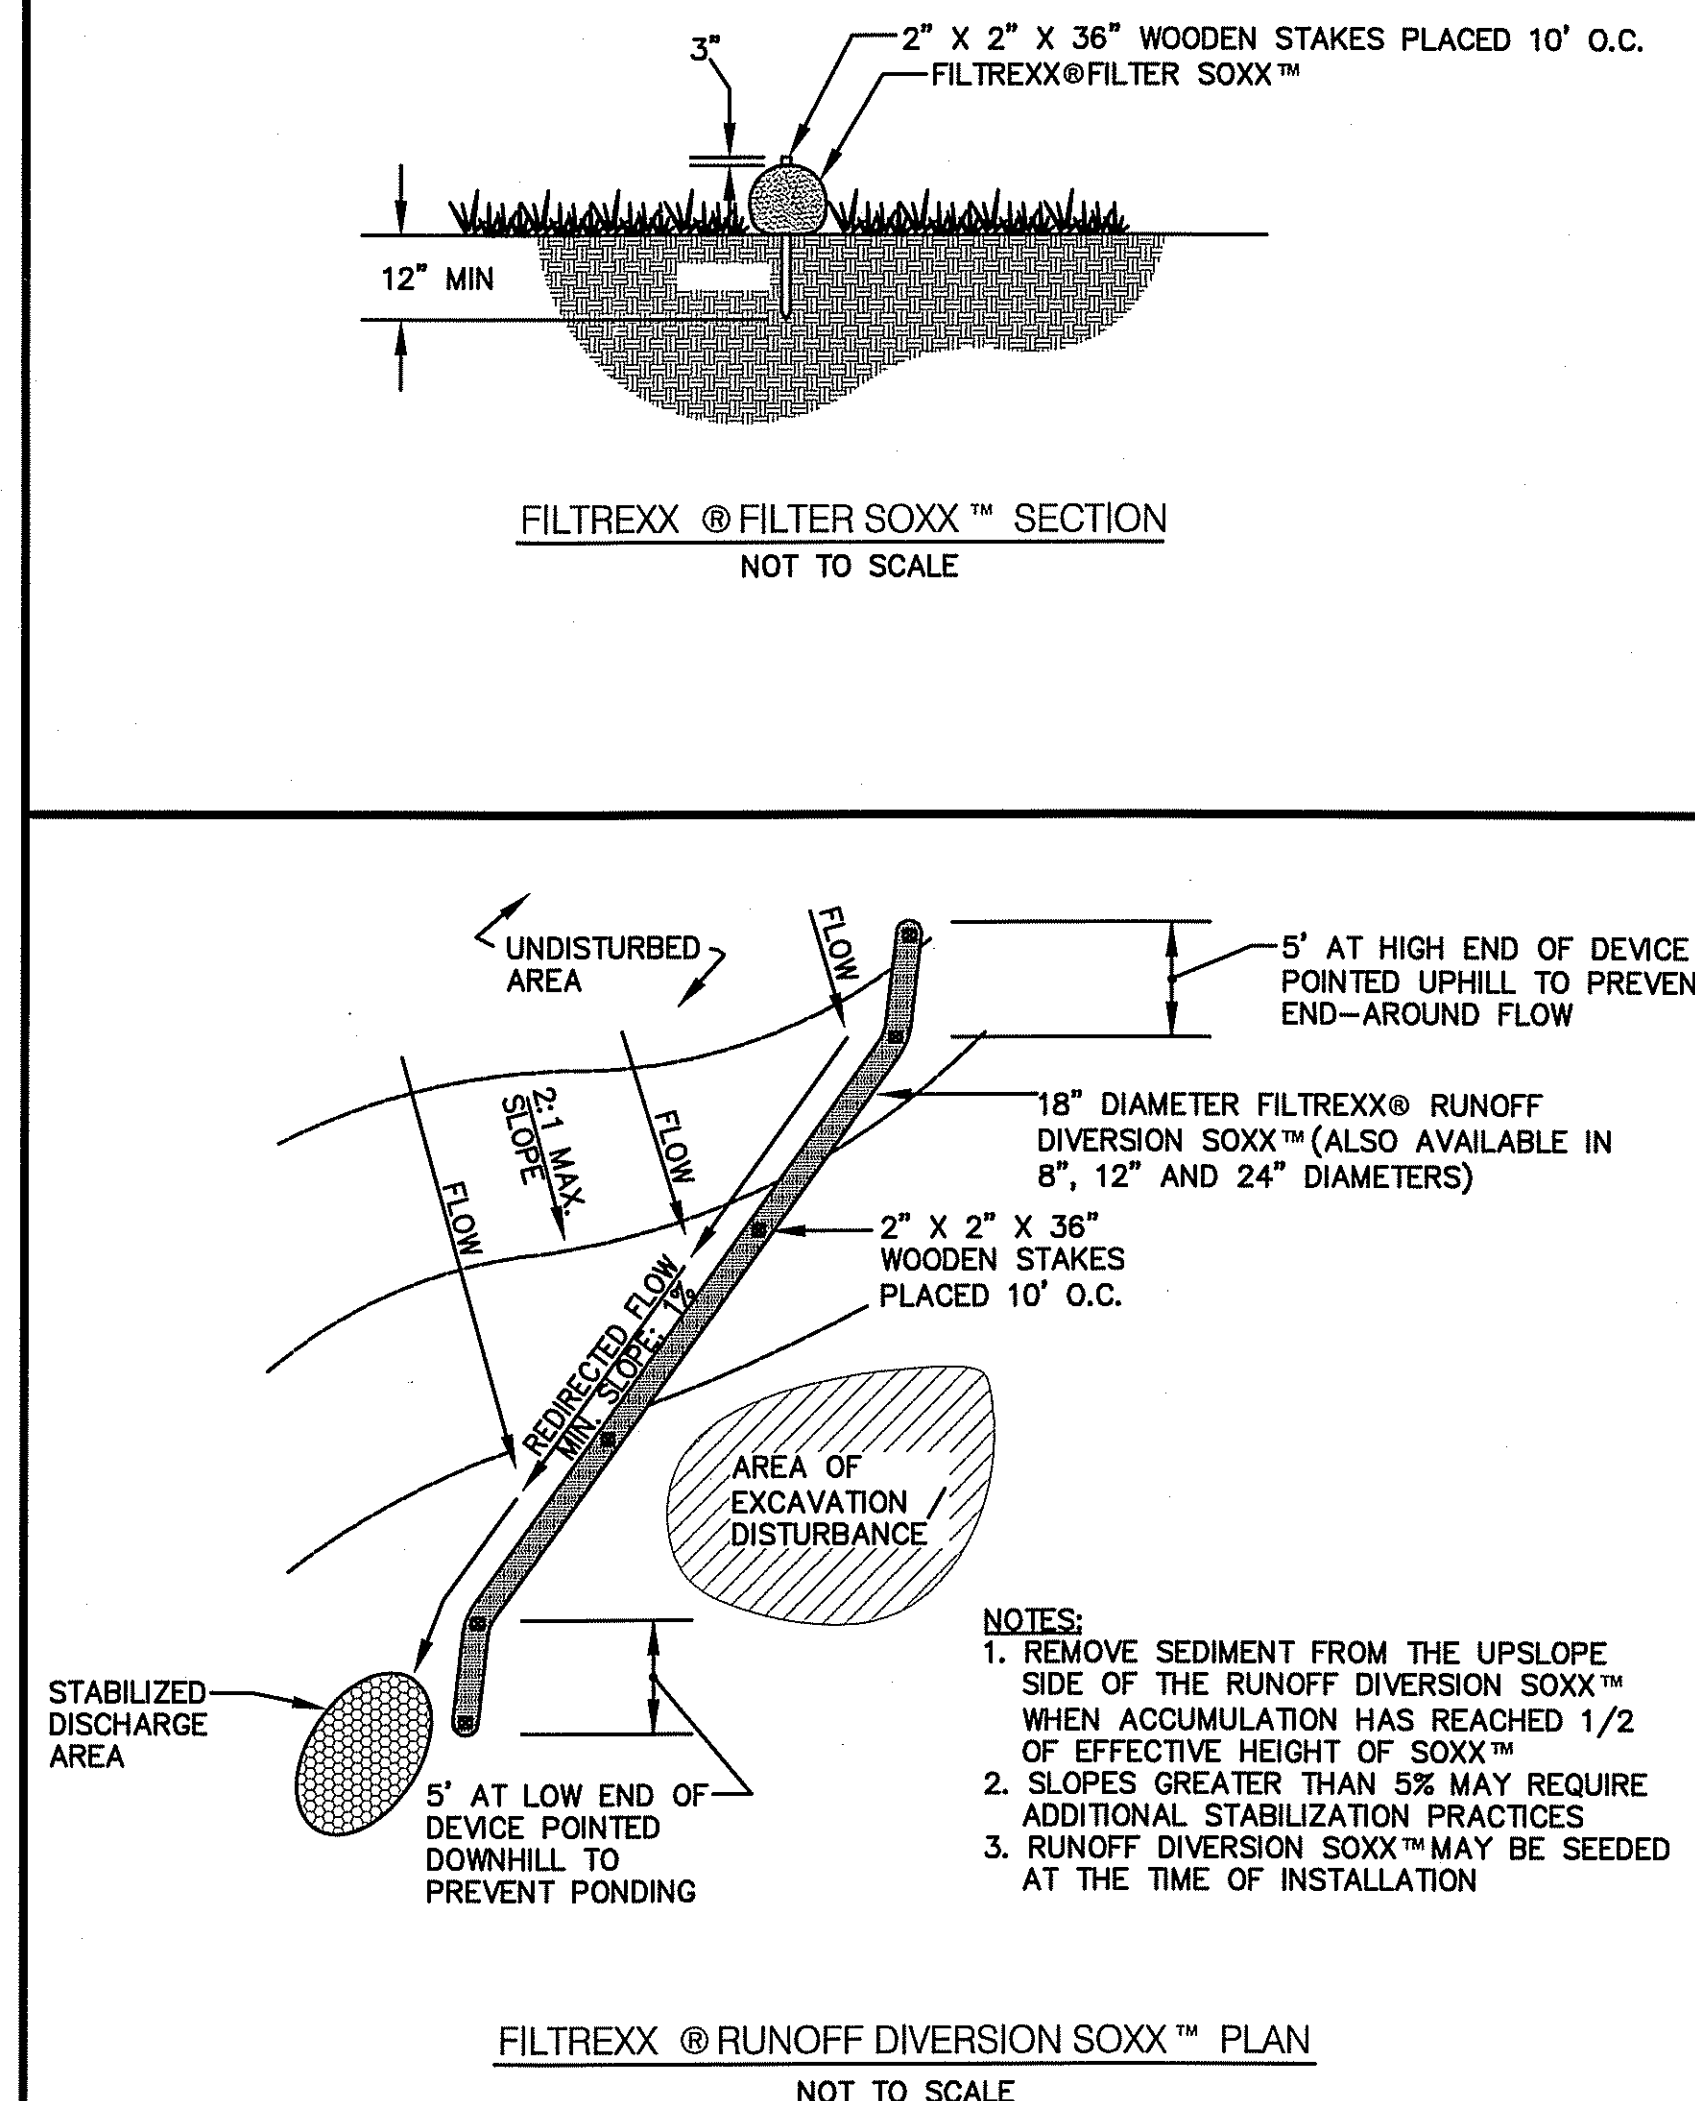 3"
2" X 2" X 36" WOODEN STAKES PLACED 10' O.C.
FILTREXX®FILTER SOXX™
12" MIN
FILTREXX ® FILTER SOXX ™ SECTION
NOT TO SCALE
UNDISTURBED
AREA
FLOW
5' AT HIGH END OF DEVICE
POINTED UPHILL TO PREVEN
END-AROUND FLOW
2:1 MAX.
SLOPE
FLOW
FLOW
18" DIAMETER FILTREXX® RUNOFF
DIVERSION SOXX™ (ALSO AVAILABLE IN
8", 12" AND 24" DIAMETERS)
2" X 2" X 36"
WOODEN STAKES
PLACED 10' O.C.
REDIRECTED FLOW
MIN. SLOPE: 1%
AREA OF
EXCAVATION /
DISTURBANCE
STABILIZED
DISCHARGE
AREA
5' AT LOW END OF
DEVICE POINTED
DOWNHILL TO
PREVENT PONDING
NOTES:
1. REMOVE SEDIMENT FROM THE UPSLOPE
SIDE OF THE RUNOFF DIVERSION SOXX™
WHEN ACCUMULATION HAS REACHED 1/2
OF EFFECTIVE HEIGHT OF SOXX™
2. SLOPES GREATER THAN 5% MAY REQUIRE
ADDITIONAL STABILIZATION PRACTICES
3. RUNOFF DIVERSION SOXX™ MAY BE SEEDED
AT THE TIME OF INSTALLATION
FILTREXX ® RUNOFF DIVERSION SOXX ™ PLAN
NOT TO SCALE